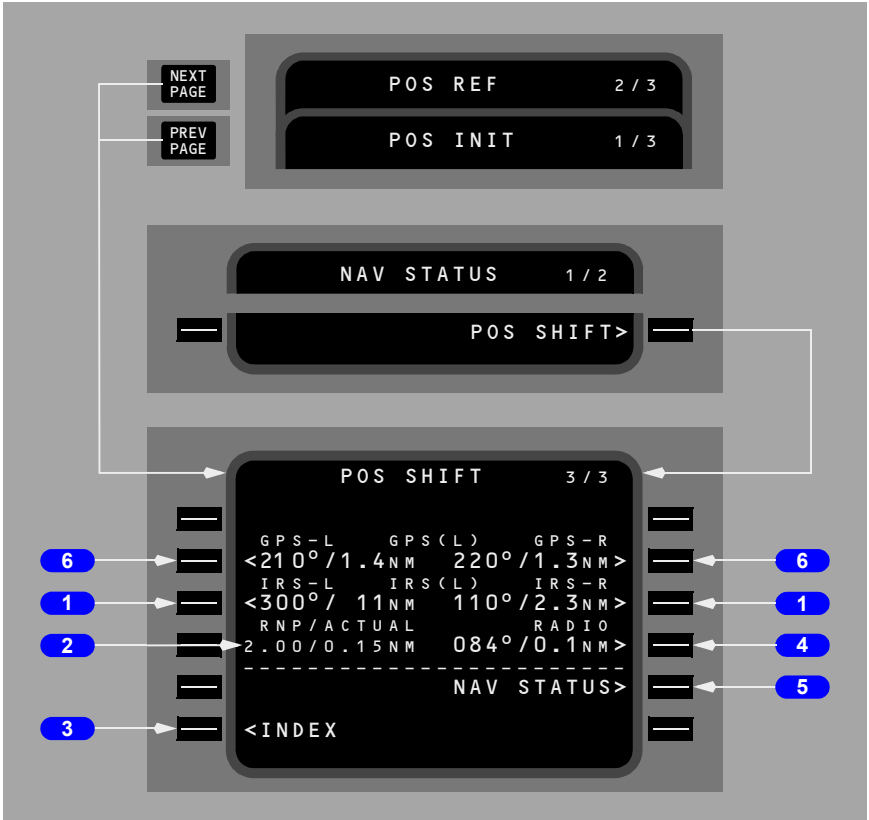 NEXT
PAGE
POS REF 2/3
PREV
PAGE
POS INIT 1/3
NAV STATUS 1/2
POS SHIFT>
POS SHIFT 3/3
GPS-L GPS(L) GPS-R
6 <210°/1.4NM 220°/1.3NM> 6
IRS-L IRS(L) IRS-R
1 <300°/ 11NM 110°/2.3NM> 1
RNP/ACTUAL RADIO
2 2.00/0.15NM 084°/0.1NM> 4
------------------------
NAV STATUS> 5
3 <INDEX